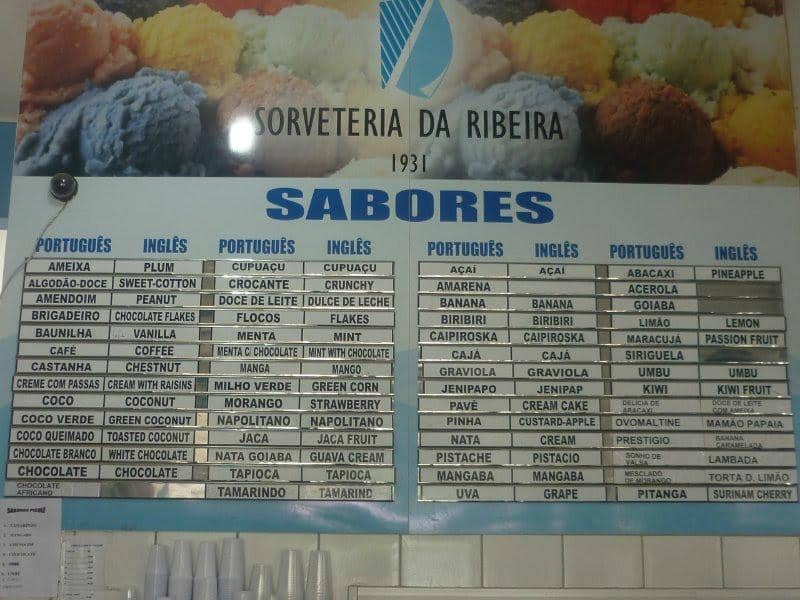 SORVETERIA DA RIBEIRA
1931
SABORES
PORTUGUÊS INGLÊS PORTUGUÊS INGLÊS PORTUGUÊS INGLÊS PORTUGUÊS INGLÊS
AMEIXA PLUM CUPUAÇU CUPUAÇU AÇAÍ AÇAÍ ABACAXI PINEAPPLE
ALGODÃO-DOCE SWEET-COTTON CROCANTE CRUNCHY AMARENA ACEROLA
AMENDOIM PEANUT DOCE DE LEITE DULCE DE LECHE BANANA BANANA GOIABA
BRIGADEIRO CHOCOLATE FLAKES FLOCOS FLAKES BIRIBIRI BIRIBIRI LIMÃO LEMON
BAUNILHA VANILLA MENTA MINT CAIPIROSKA CAIPIROSKA MARACUJÁ PASSION FRUIT
CAFÉ COFFEE MENTA C/ CHOCOLATE MINT WITH CHOCOLATE CAJÁ CAJÁ SIRIGUELA
CASTANHA CHESTNUT MANGA MANGO GRAVIOLA GRAVIOLA UMBU UMBU
CREME COM PASSAS CREAM WITH RAISINS MILHO VERDE GREEN CORN JENIPAPO JENIPAP KIWI KIWI FRUIT
COCO COCONUT MORANGO STRAWBERRY PAVÊ CREAM CAKE DELICIA DE ABACAXI DOCE DE LEITE COM AMEIXA
COCO VERDE GREEN COCONUT NAPOLITANO NAPOLITANO PINHA CUSTARD-APPLE OVOMALTINE MAMÃO PAPAIA
COCO QUEIMADO TOASTED COCONUT JACA JACA FRUIT NATA CREAM PRESTIGIO BANANA CARAMELADA
CHOCOLATE BRANCO WHITE CHOCOLATE NATA GOIABA GUAVA CREAM PISTACHE PISTACIO SONHO DE VALSA LAMBADA
CHOCOLATE CHOCOLATE TAPIOCA TAPIOCA MANGABA MANGABA MESCLADO DE MORANGO TORTA D. LIMÃO
CHOCOLATE AFRICANO TAMARINDO TAMARIND UVA GRAPE PITANGA SURINAM CHERRY